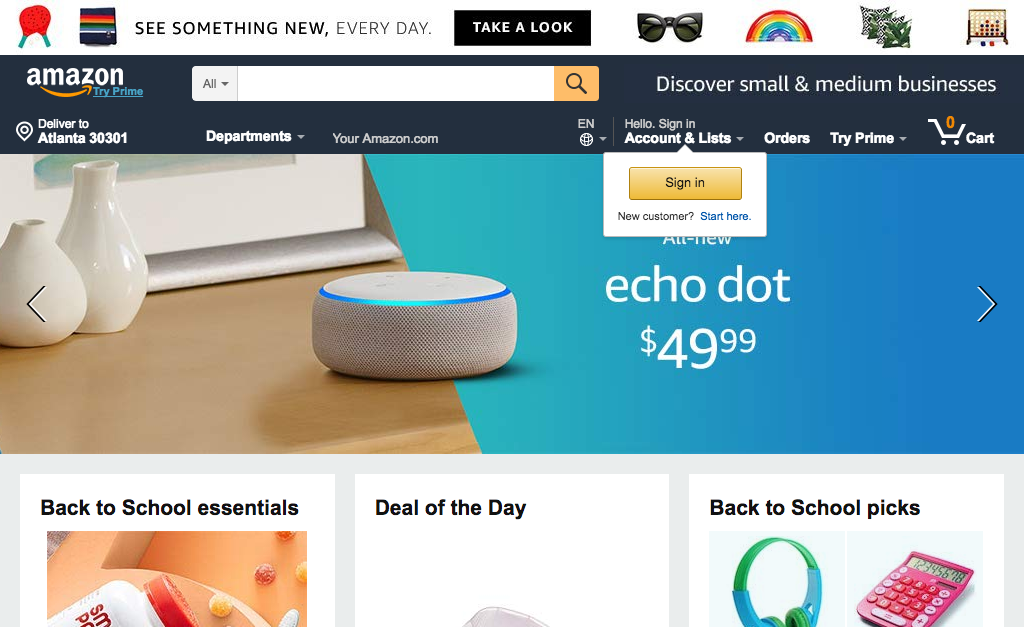 SEE SOMETHING NEW, EVERY DAY.
TAKE A LOOK
amazon
Try Prime
All
Discover small & medium businesses
Deliver to
Atlanta 30301
Departments
Your Amazon.com
EN
Hello. Sign in
Account & Lists
Orders
Try Prime
0
Cart
Sign in
New customer? Start here.
All-new
echo dot
$49 99
Back to School essentials
Deal of the Day
Back to School picks